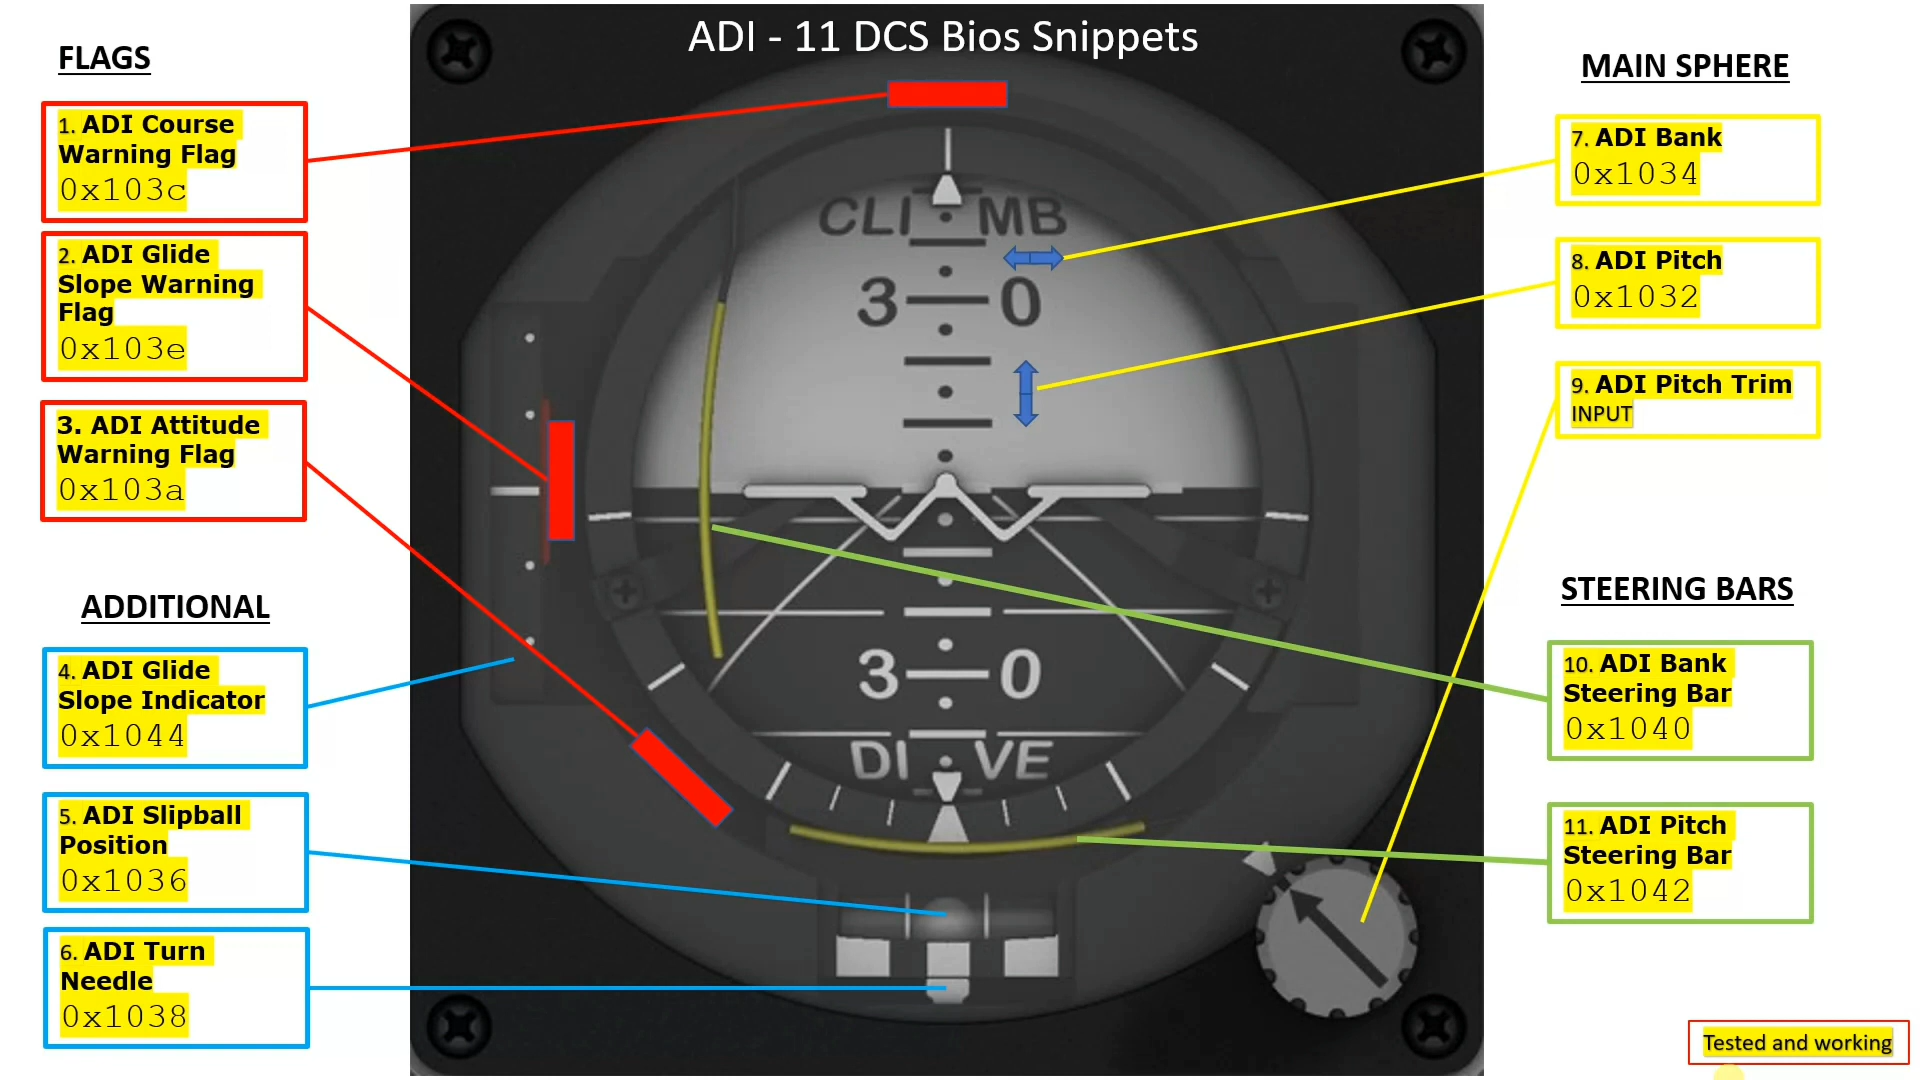 ADI - 11 DCS Bios Snippets
FLAGS
1. ADI Course
Warning Flag
0x103c
2. ADI Glide
Slope Warning
Flag
0x103e
3. ADI Attitude
Warning Flag
0x103a
ADDITIONAL
4. ADI Glide
Slope Indicator
0x1044
5. ADI Slipball
Position
0x1036
6. ADI Turn
Needle
0x1038
CLIMB
3 0
3 0
DIVE
MAIN SPHERE
7. ADI Bank
0x1034
8. ADI Pitch
0x1032
9. ADI Pitch Trim
INPUT
STEERING BARS
10. ADI Bank
Steering Bar
0x1040
11. ADI Pitch
Steering Bar
0x1042
Tested and working